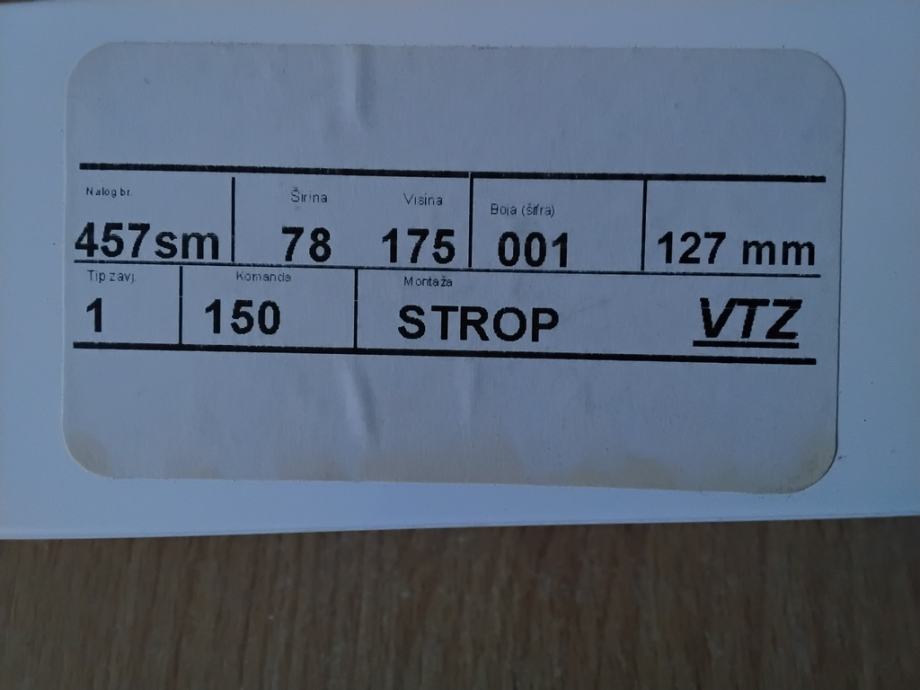 Nalog br. Širina Visina Boja (šifra)
457sm 78 175 001 127 mm
Tip zavj. Komanda Montaža
1 150 STROP VTZ